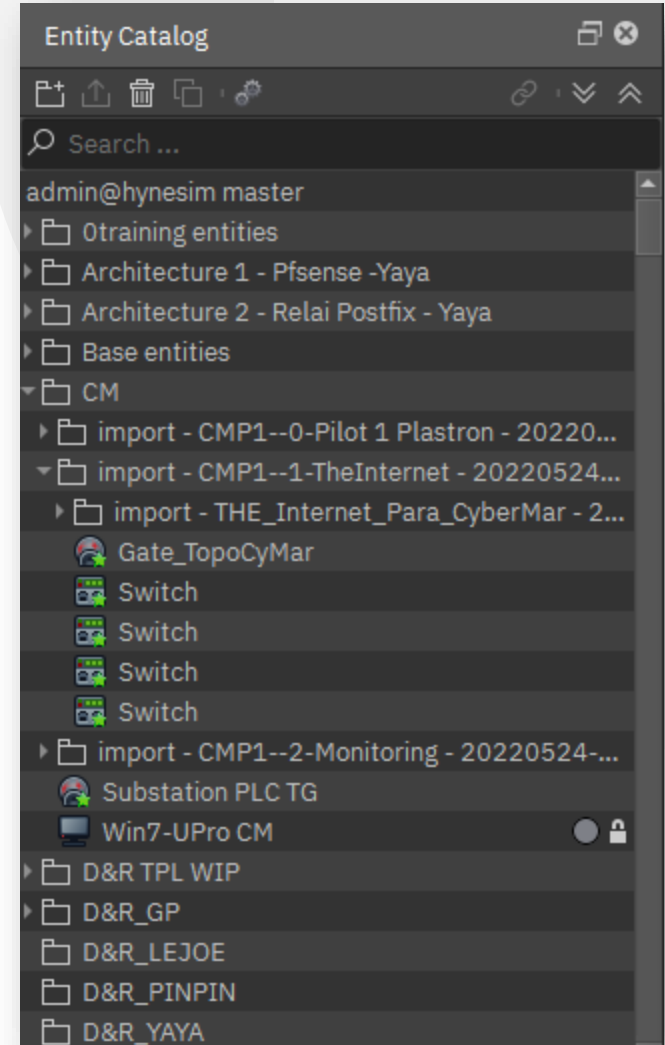 Entity Catalog
Search ...
admin@hynesim master
0training entities
Architecture 1 - Pfsense -Yaya
Architecture 2 - Relai Postfix - Yaya
Base entities
CM
import - CMP1--0-Pilot 1 Plastron - 20220...
import - CMP1--1-TheInternet - 20220524...
import - THE_Internet_Para_CyberMar - 2...
Gate_TopoCyMar
Switch
Switch
Switch
Switch
import - CMP1--2-Monitoring - 20220524-...
Substation PLC TG
Win7-UPro CM
D&R TPL WIP
D&R_GP
D&R_LEJOE
D&R_PINPIN
D&R_YAYA